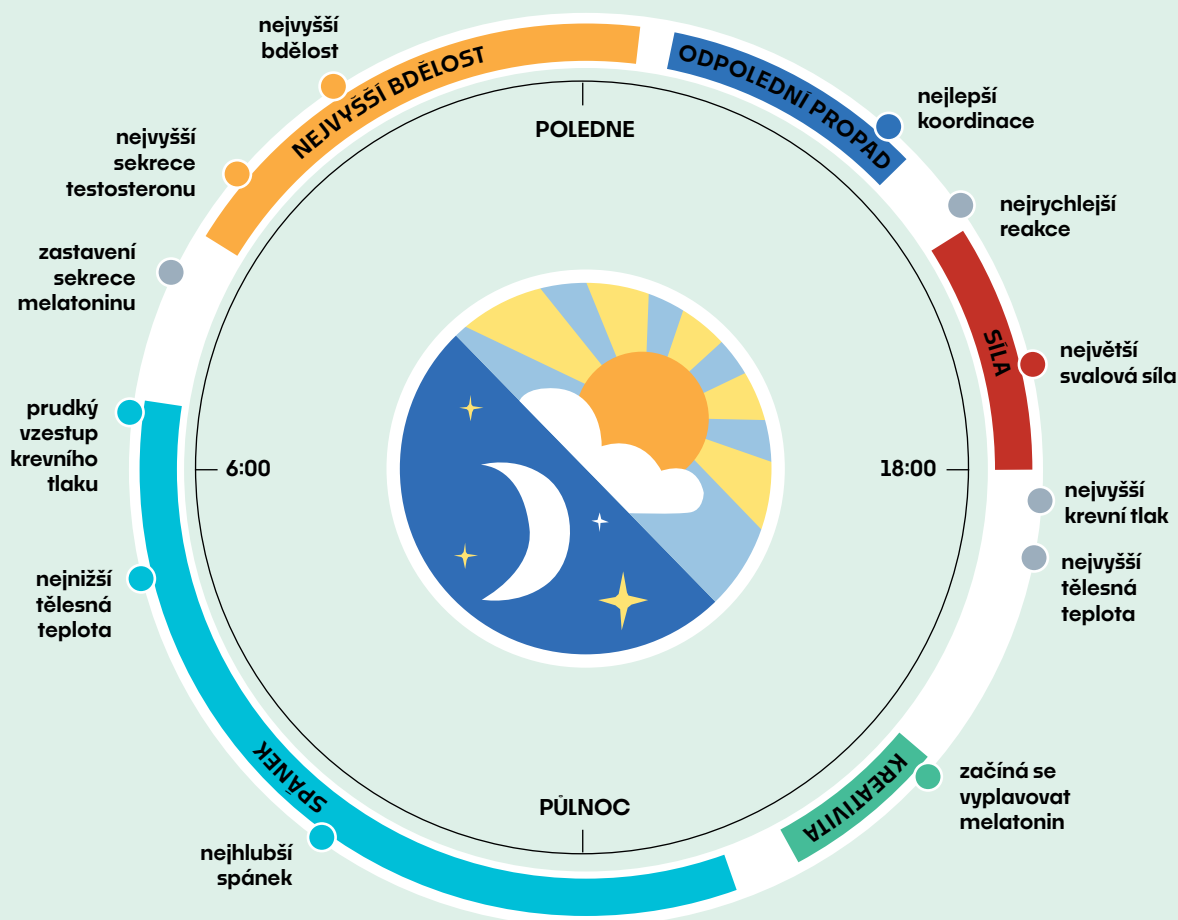 nejvyšší
bdělost
NEJVYŠŠÍ BDĚLOST
ODPOLEDNÍ PROPAD
nejlepší
koordinace
POLEDNE
nejvyšší
sekrece
testosteronu
nejrychlejší
reakce
zastavení
sekrece
melatoninu
SÍLA
největší
svalová síla
prudký
vzestup
krevního
tlaku
6:00
18:00
nejvyšší
krevní tlak
nejvyšší
tělesná
teplota
nejnižší
tělesná
teplota
SPÁNEK
PŮLNOC
KREATIVITA
začíná se
vyplavovat
melatonin
nejhlubší
spánek